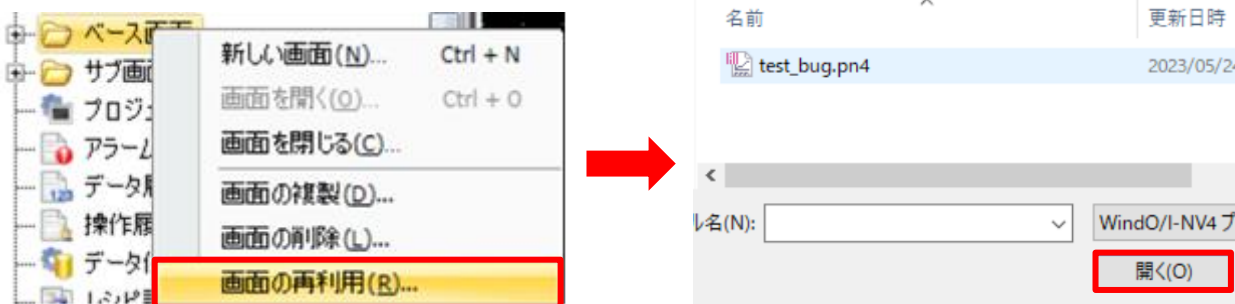 ベース画面
サブ画
プロジ
アラーム
データ
操作履
データ
新しい画面(N)... Ctrl + N
画面を開く(O)... Ctrl + O
画面を閉じる(C)...
画面の複製(D)...
画面の削除(L)...
画面の再利用(R)...
名前 更新日時
test_bug.pn4 2023/05/24
ル名(N): WindO/I-NV4 プ
開く(O)